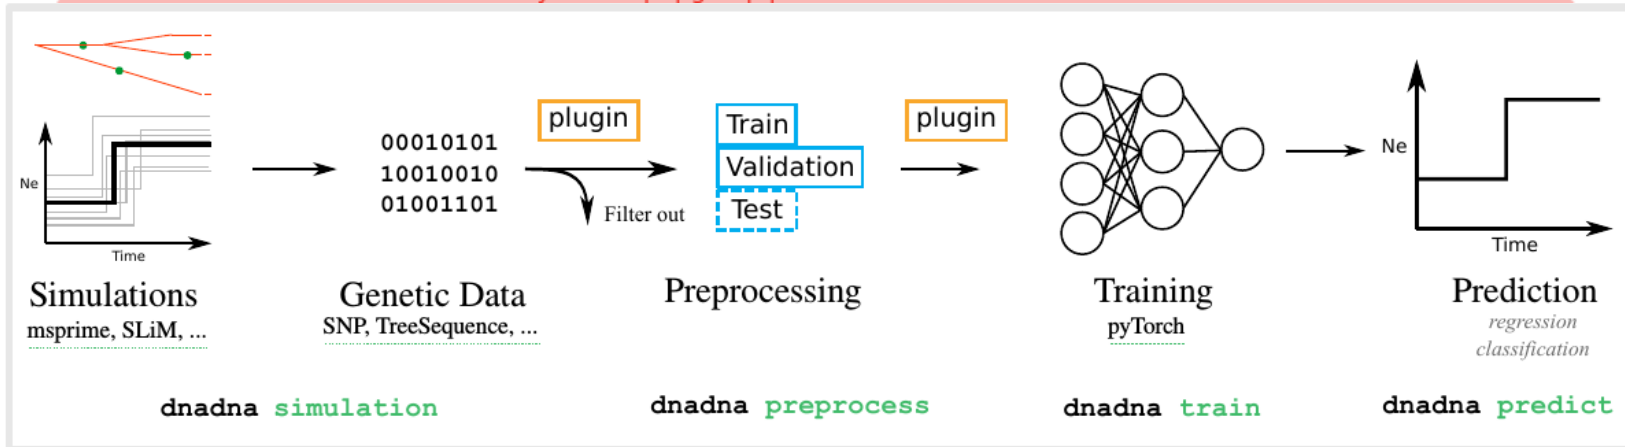 Ne
Time
Simulations
msprime, SLiM, ...
00010101
10010010
01001101
Genetic Data
SNP, TreeSequence, ...
plugin
Filter out
Train
Validation
Test
Preprocessing
plugin
Training
pyTorch
Ne
Time
Prediction
regression
classification
dnadna simulation
dnadna preprocess
dnadna train
dnadna predict